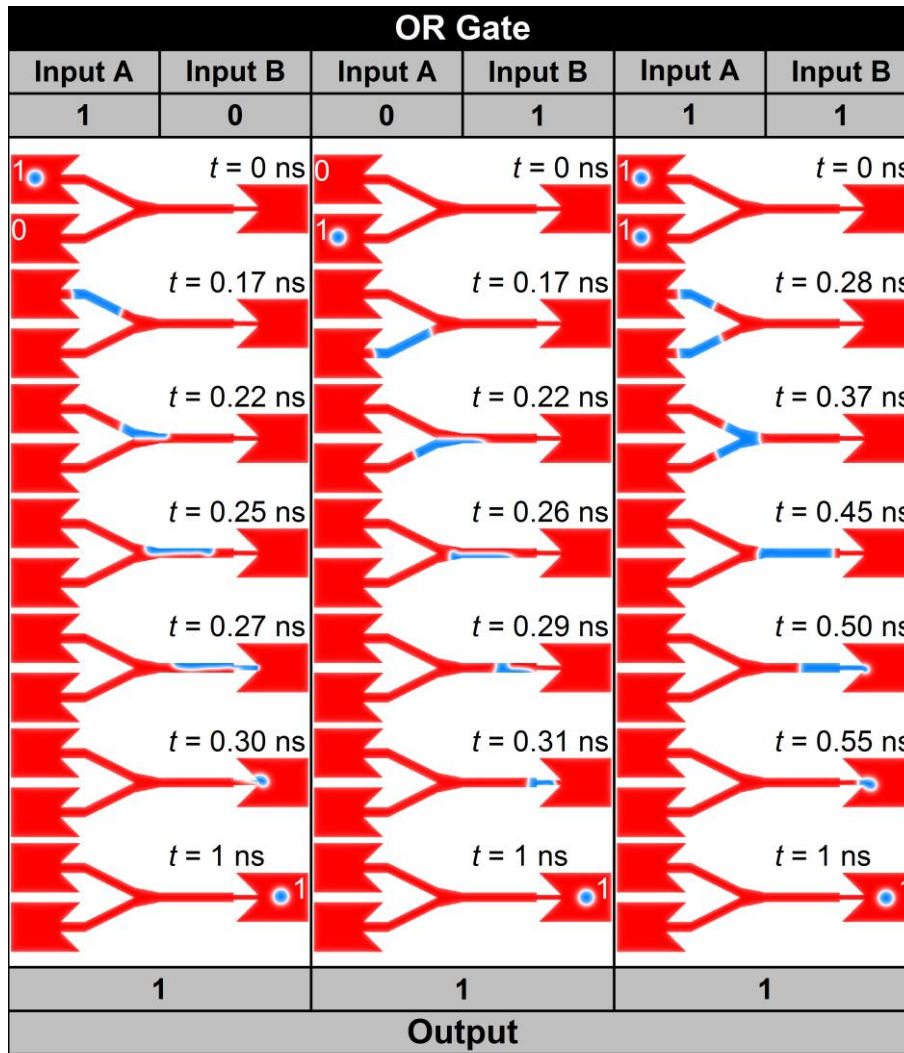 OR Gate
Input A Input B Input A Input B Input A Input B
1 0 0 1 1 1
1 t = 0 ns 0 t = 0 ns 1 t = 0 ns
0 1 1
t = 0.17 ns t = 0.17 ns t = 0.28 ns
t = 0.22 ns t = 0.22 ns t = 0.37 ns
t = 0.25 ns t = 0.26 ns t = 0.45 ns
t = 0.27 ns t = 0.29 ns t = 0.50 ns
t = 0.30 ns t = 0.31 ns t = 0.55 ns
t = 1 ns t = 1 ns t = 1 ns
1 1 1
1 1 1
Output